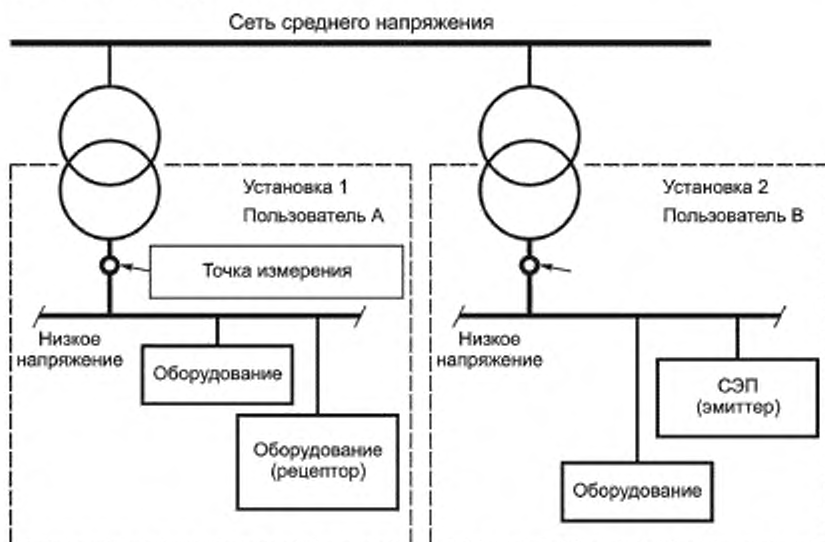 Сеть среднего напряжения
Установка 1
Пользователь A
Точка измерения
Низкое
напряжение
Оборудование
Оборудование
(рецептор)
Установка 2
Пользователь B
Низкое
напряжение
СЭП
(эмиттер)
Оборудование